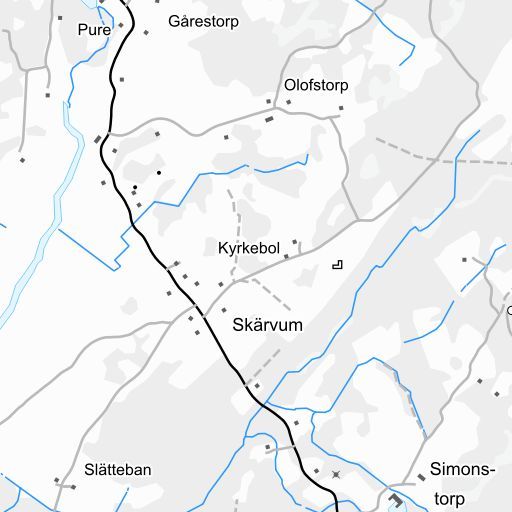 Gårestorp
Pure
Olofstorp
Kyrkebol
Skärvum
Slätteban
Simons-
torp